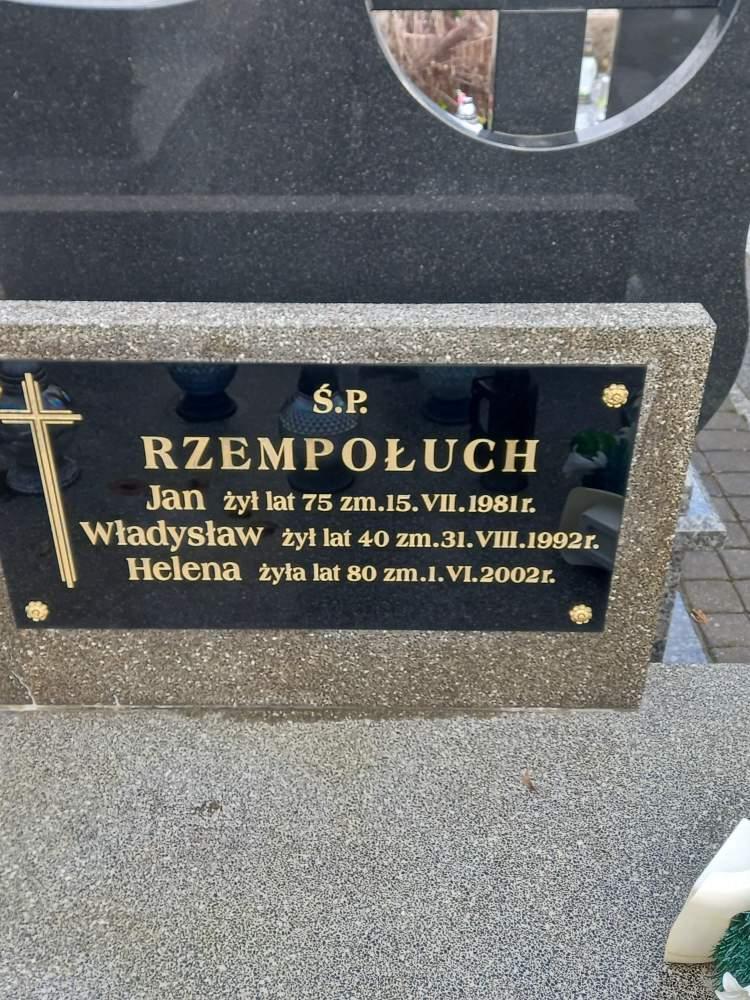 Ś.P.
RZEMPOŁUCH
Jan żył lat 75 zm.15.VII.1981r.
Władysław żył lat 40 zm.31.VIII.1992r.
Helena żyła lat 80 zm.1.VI.2002r.